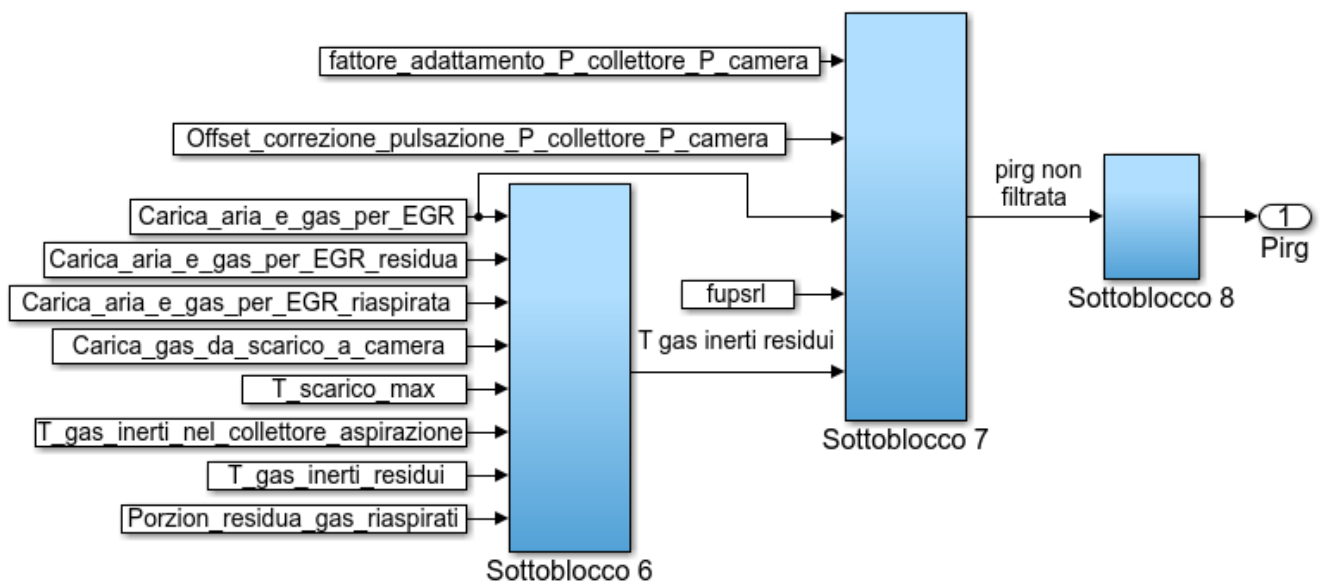 fattore_adattamento_P_collettore_P_camera
Offset_correzione_pulsazione_P_collettore_P_camera
Carica_aria_e_gas_per_EGR
Carica_aria_e_gas_per_EGR_residua
Carica_aria_e_gas_per_EGR_riaspirata
Carica_gas_da_scarico_a_camera
T_scarico_max
T_gas_inerti_nel_collettore_aspirazione
T_gas_inerti_residui
Porzion_residua_gas_riaspirati
Sottoblocco 6
fupsrl
T gas inerti residui
Sottoblocco 7
pirg non
filtrata
Sottoblocco 8
1
Pirg